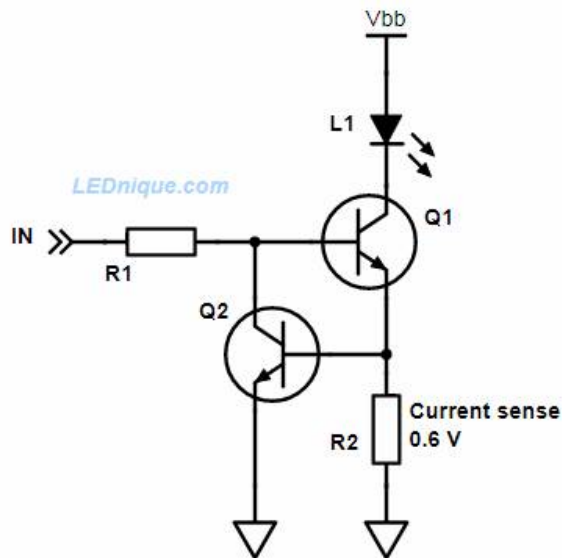 Vbb
L1
LEDnique.com
Q1
IN
R1
Q2
Current sense
0.6 V
R2